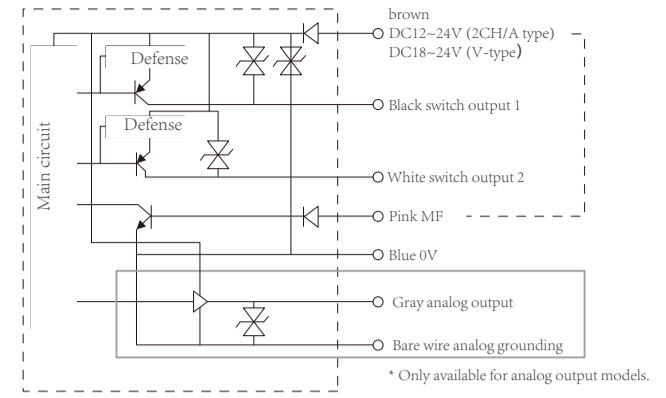 brown
DC12~24V (2CH/A type)
DC18~24V (V-type)
Defense
Black switch output 1
Defense
Main circuit
White switch output 2
Pink MF
Blue 0V
Gray analog output
Bare wire analog grounding
* Only available for analog output models.